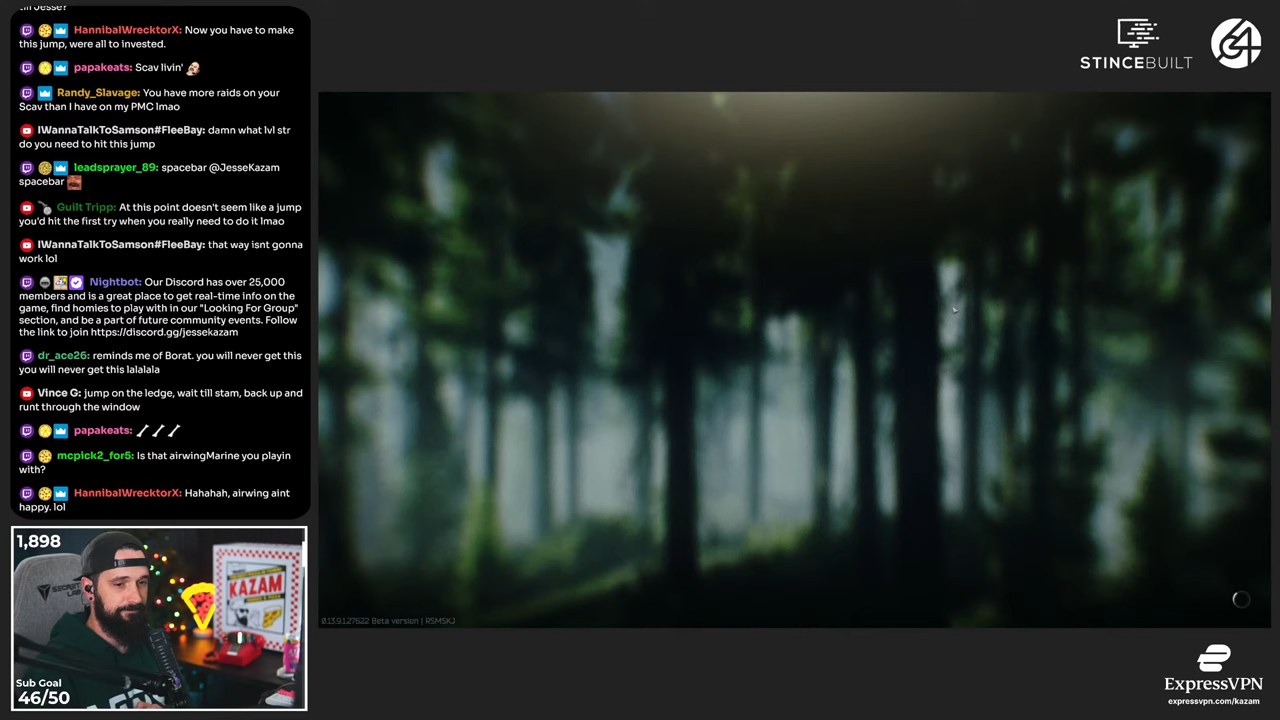 HannibalWrecktorX: Now you have to make
this jump, were all to invested.
papakeats: Scav livin'
Randy_Slavage: You have more raids on your
Scav than I have on my PMC lmao
IWannaTalkToSamson#FleeBay: damn what lvl str
do you need to hit this jump
leadsprayer_89: spacebar @JesseKazam
spacebar
Guilt Tripp: At this point doesn't seem like a jump
you'd hit the first try when you really need to do it lmao
IWannaTalkToSamson#FleeBay: that way isnt gonna
work lol
Nightbot: Our Discord has over 25,000
members and is a great place to get real-time info on the
game, find homies to play with in our "Looking For Group"
section, and be a part of future community events. Follow
the link to join https://discord.gg/jessekazam
dr_ace26: reminds me of Borat. you will never get this
you will never get this lalalala
Vince G: jump on the ledge, wait till stam, back up and
runt through the window
papakeats:
mcpick2_for5: Is that airwingMarine you playin
with?
HannibalWrecktorX: Hahahah, airwing aint
happy. lol
1,898
KAZAM
Sub Goal
46/50
0.13.9.1.27622 Beta version | R5MSKJ
STINCEBUILT
ExpressVPN
expressvpn.com/kazam